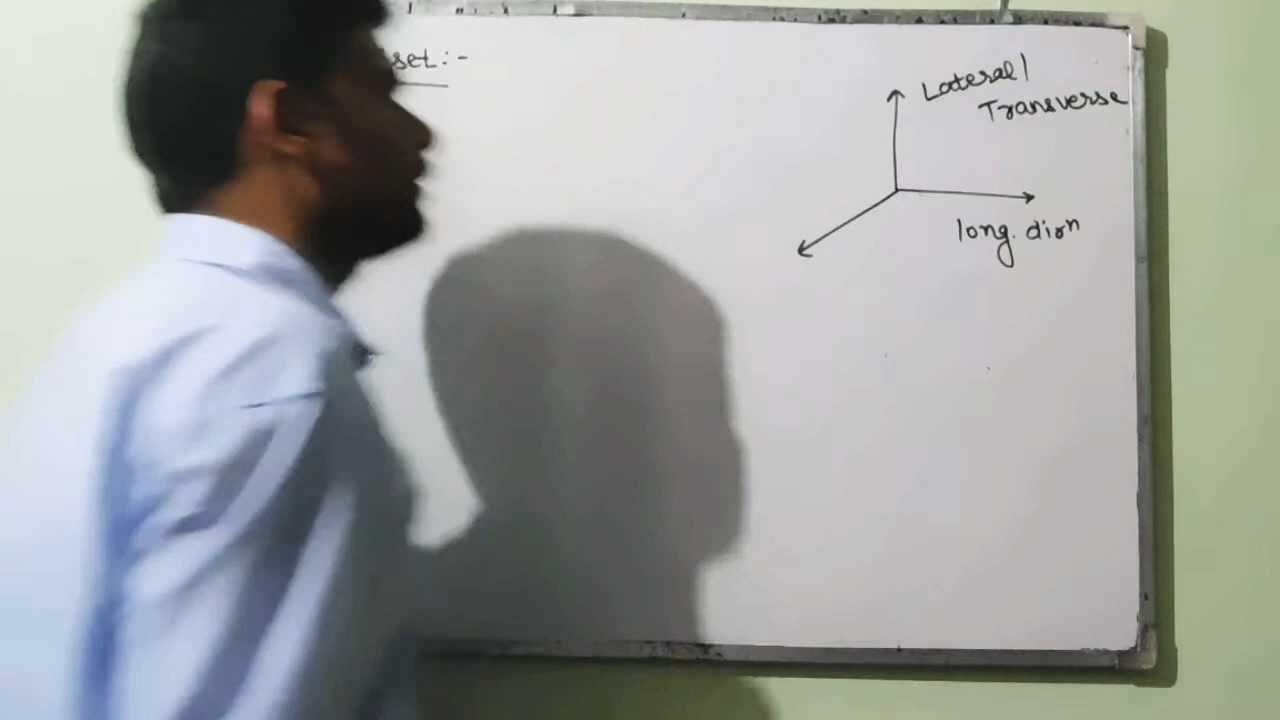 set:-
Lateral/
Transverse
long. dirn